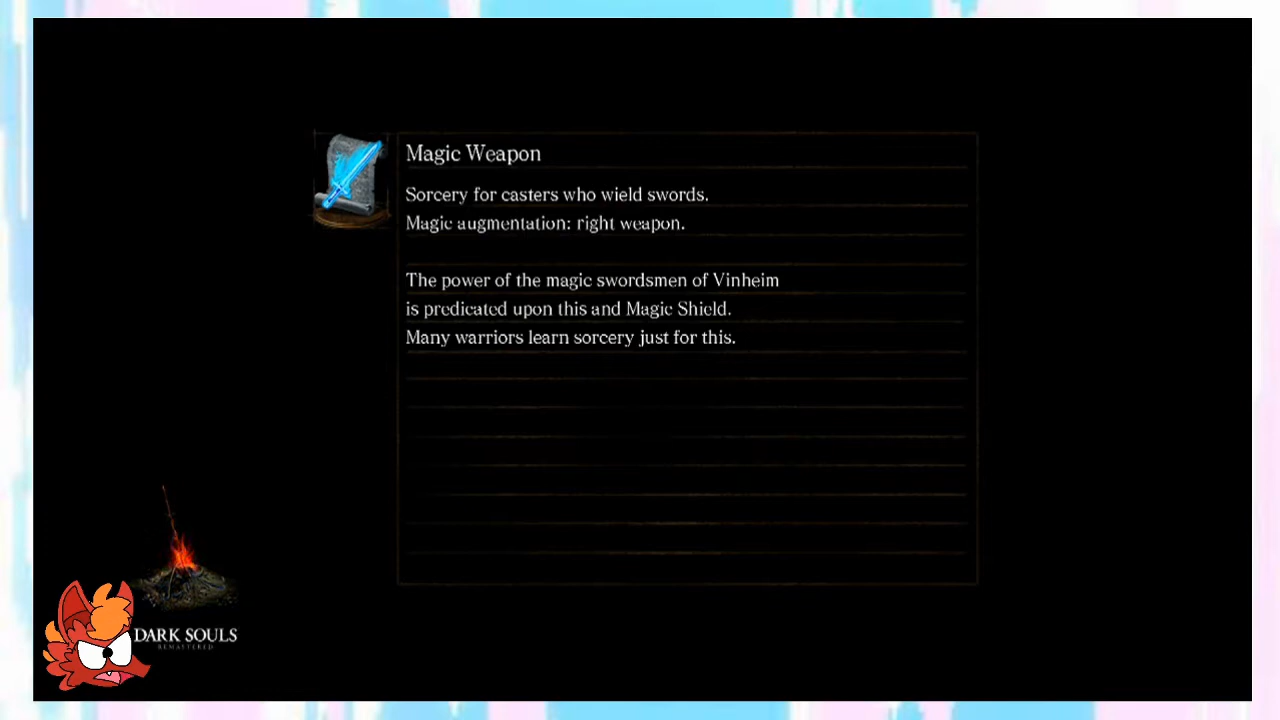 Magic Weapon
Sorcery for casters who wield swords.
Magic augmentation: right weapon.
The power of the magic swordsmen of Vinheim
is predicated upon this and Magic Shield.
Many warriors learn sorcery just for this.
DARK SOULS
REMASTERED